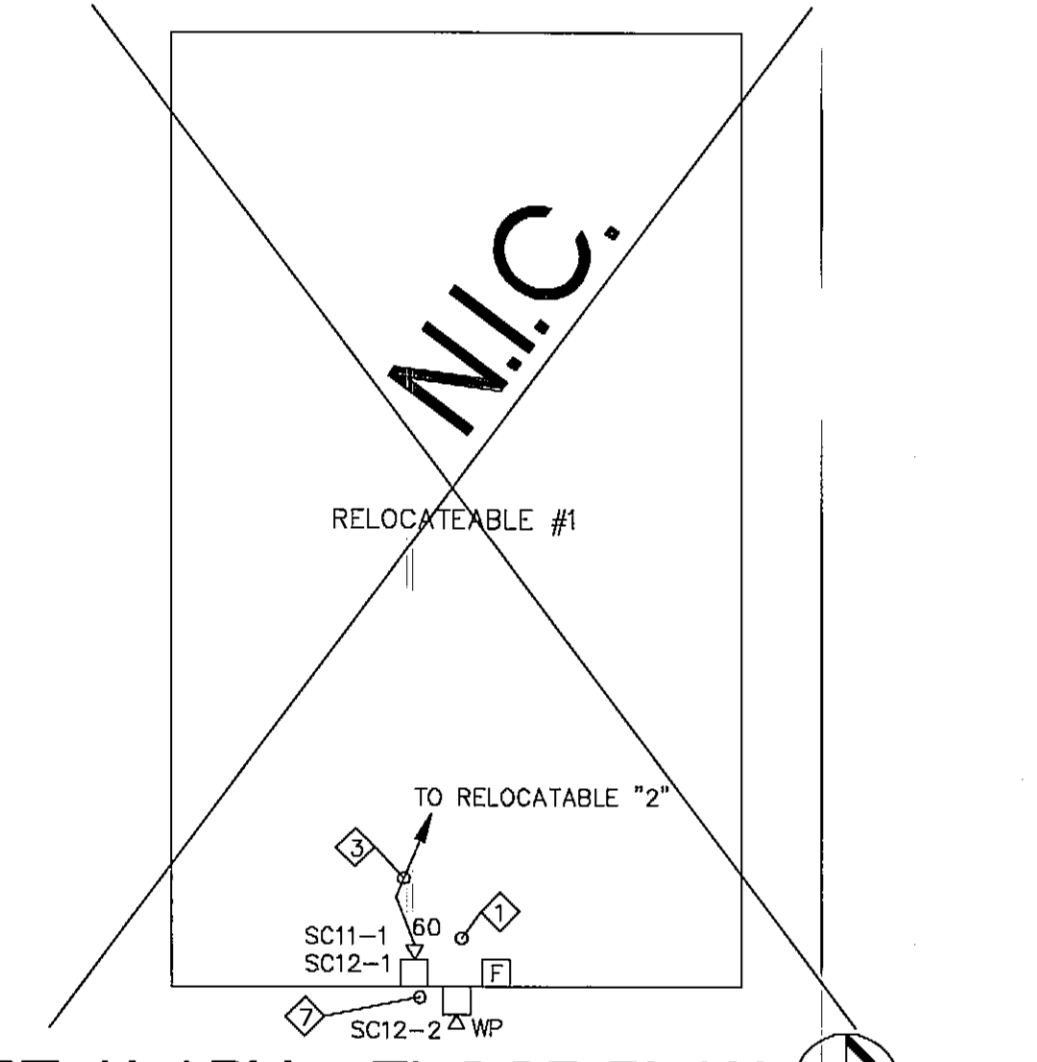 N.I.C.
RELOCATEABLE #1
TO RELOCATABLE "2"
3
1
60
SC11-1
SC12-1
F
7
SC12-2
WP